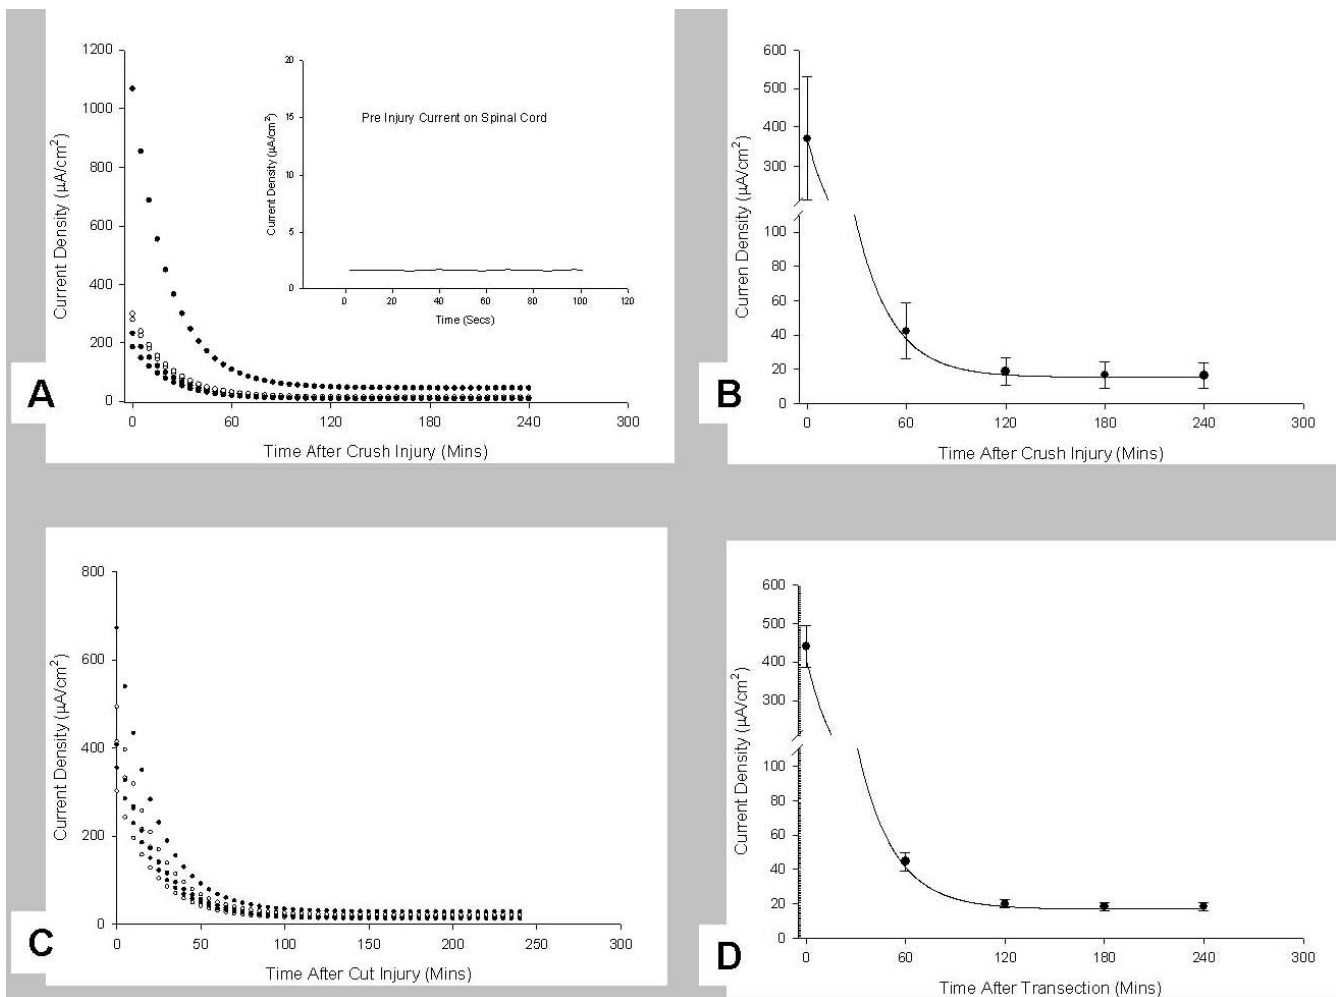 1200
1000
800
600
400
200
0
Current Density (µA/cm2)
0 60 120 180 240 300
Time After Crush Injury (Mins)
A
20
15
10
5
0
Current Density (µA/cm2)
Pre Injury Current on Spinal Cord
0 20 40 60 80 100 120
Time (Secs)
600
500
400
300
100
80
60
40
20
0
Curren Density (µA/cm2)
0 60 120 180 240 300
Time After Crush Injury (Mins)
B
800
600
400
200
0
Current Density (µA/cm2)
0 50 100 150 200 250 300
Time After Cut Injury (Mins)
C
600
500
400
300
100
80
60
40
20
0
Current Density (µA/cm2)
0 60 120 180 240 300
Time After Transection (Mins)
D